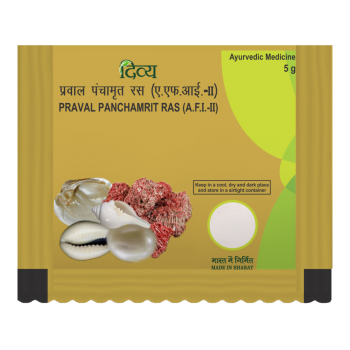 दिव्य
Ayurvedic Medicine
5 g
प्रवाल पंचामृत रस (ए.एफ.आई.-II)
PRAVAL PANCHAMRIT RAS (A.F.I.-II)
Keep in a cool, dry and dark place
and store in a airtight container
भारत में निर्मित
MADE IN BHARAT